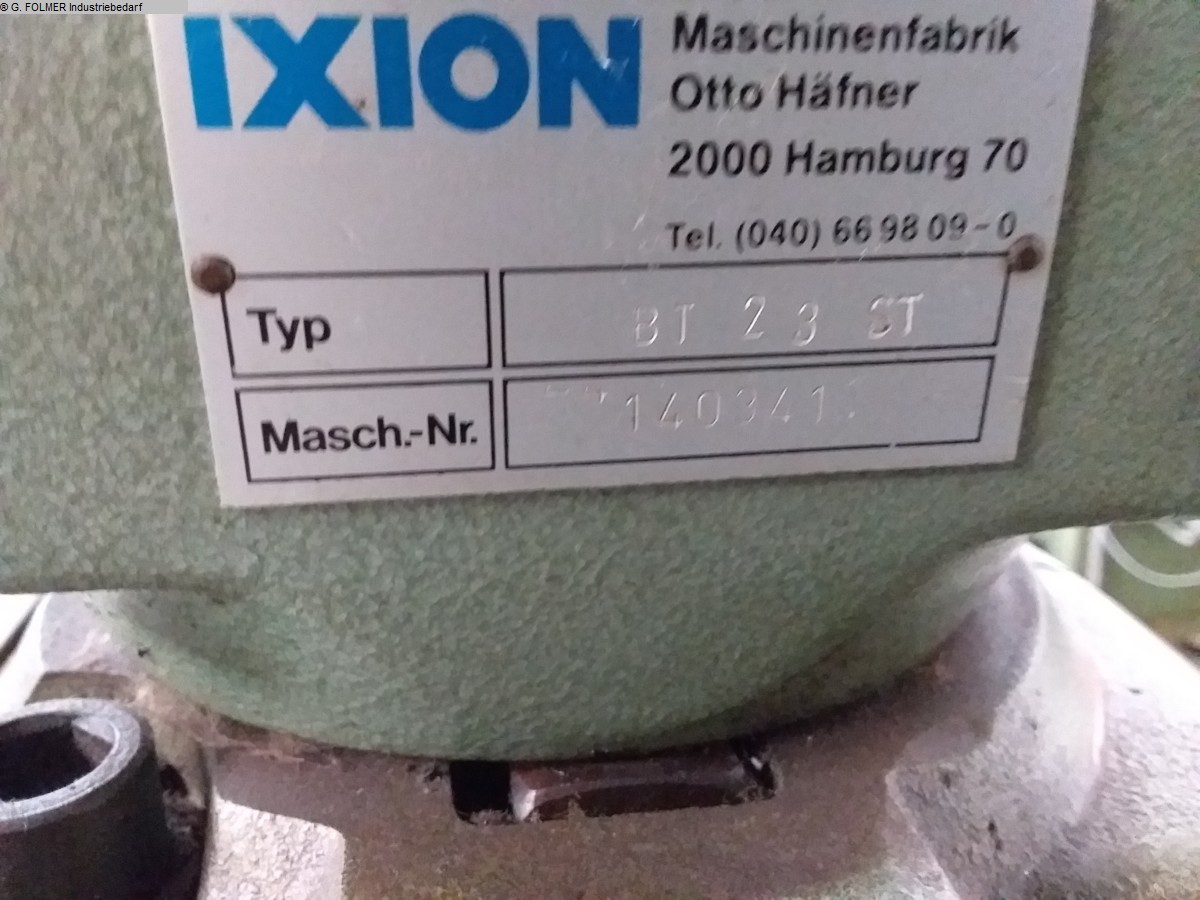 © G. FOLMER Industriebedarf
IXION
Maschinenfabrik
Otto Häfner
2000 Hamburg 70
Tel. (040) 66 98 09-0
Typ BT 23 ST
Masch.-Nr.